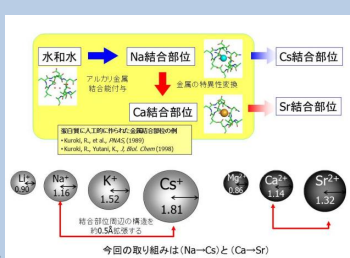 水和水
Na結合部位
Cs結合部位
アルカリ金属
結合能付与
金属の特異性変換
Ca結合部位
Sr結合部位
蛋白質に人工的に作られた金属結合部位の例
・Kuroki, R., et al., PNAS, (1989)
・Kuroki, R., Yutani, K., J. Biol. Chem (1998)
Li⁺
0.90
Na⁺
1.16
K⁺
1.52
Cs⁺
1.81
Mg²⁺
0.86
Ca²⁺
1.14
Sr²⁺
1.32
結合部位周辺の構造を
約0.5Å拡張する
今回の取り組みは(Na→Cs)と(Ca→Sr)